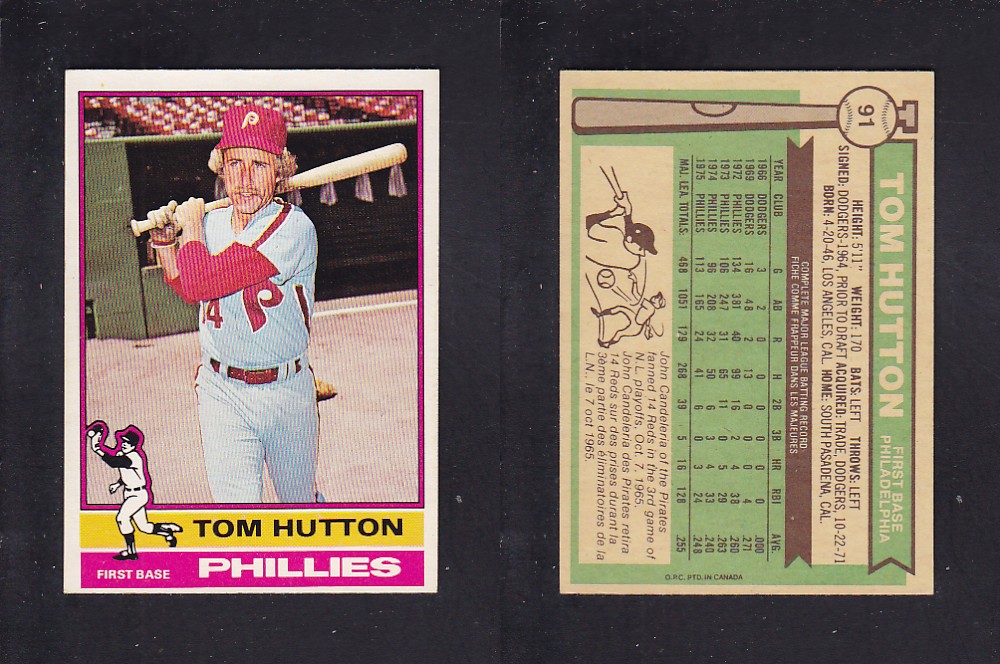 P
P
4
TOM HUTTON
FIRST BASE
PHILLIES
91
T
TOM HUTTON
FIRST BASE
PHILADELPHIA
HEIGHT: 5'11" WEIGHT: 170 BATS: LEFT THROWS: LEFT
SIGNED: DODGERS-1964, PRIOR TO DRAFT ACQUIRED: TRADE, DODGERS, 10-22-71
BORN: 4-20-46, LOS ANGELES, CAL. HOME: SOUTH PASADENA, CAL.
COMPLETE MAJOR LEAGUE BATTING RECORD
FICHE COMME FRAPPEUR DANS LES MAJEURES
YEAR CLUB G AB R H 2B 3B HR RBI AVG.
1966 DODGERS 3 2 0 0 0 0 0 0 .000
1969 DODGERS 16 48 2 13 0 0 0 4 .271
1972 PHILLIES 134 381 40 99 16 2 4 38 .260
1973 PHILLIES 106 247 31 65 11 0 5 29 .263
1974 PHILLIES 96 208 32 50 6 3 4 33 .240
1975 PHILLIES 113 165 24 41 6 0 3 24 .248
MAJ. LEA. TOTALS: 468 1051 129 268 39 5 16 128 .255
John Candeleria of the Pirates
fanned 14 Reds in the 3rd game of
N.L. playoffs, Oct. 7, 1965.
John Candeleria des Pirates retira
14 Reds sur des prises durant la
3ème partie des éliminatoires de la
L.N., le 7 oct 1965.
O.P.C. PTD. IN CANADA